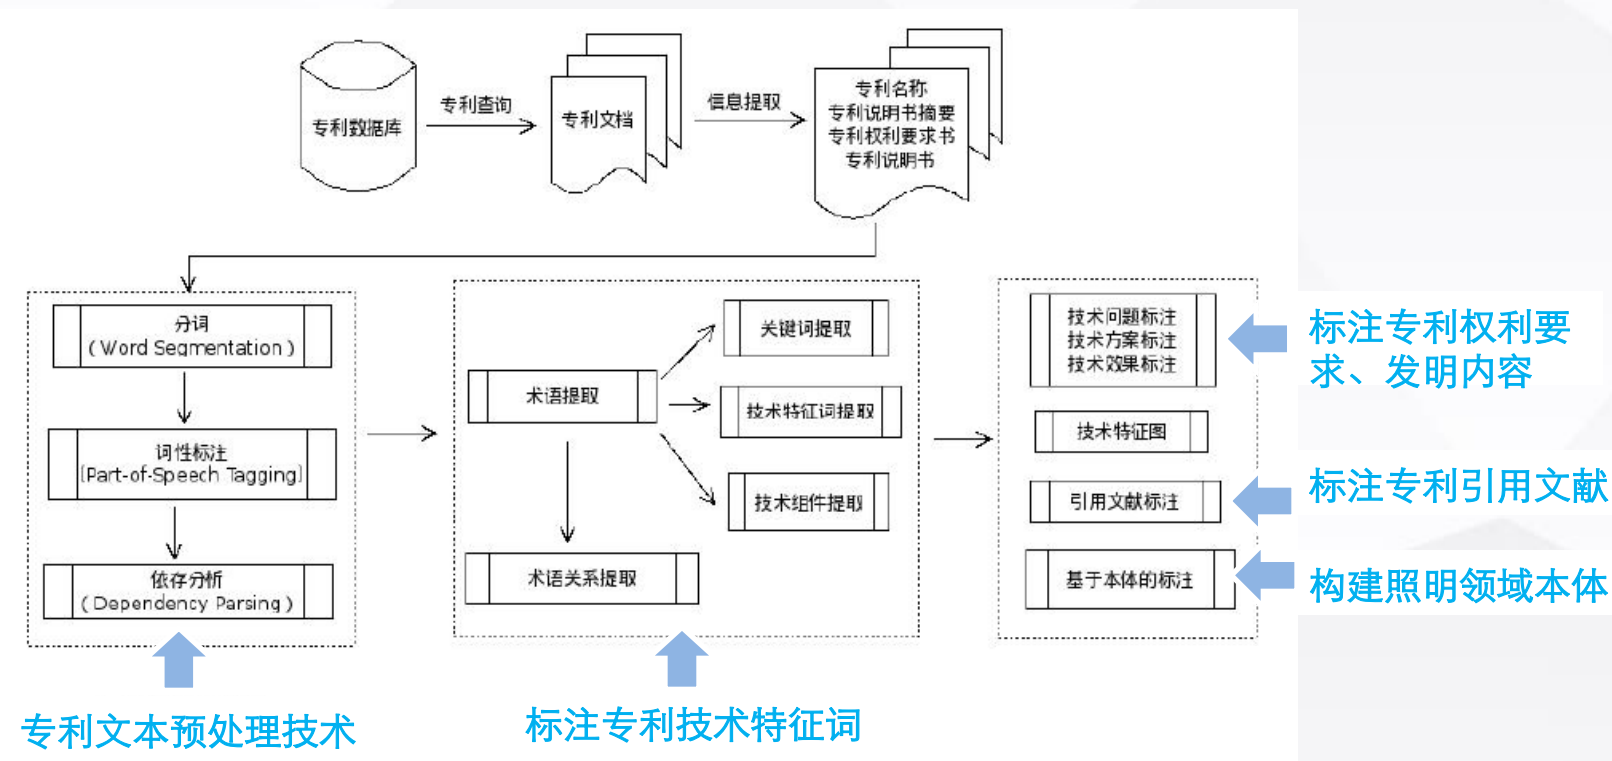 专利数据库
专利查询
专利文档
信息提取
专利名称
专利说明书摘要
专利权利要求书
专利说明书
分词
(Word Segmentation)
词性标注
[Part-of-Speech Tagging]
依存分析
(Dependency Parsing)
专利文本预处理技术
术语提取
关键词提取
技术特征词提取
技术组件提取
术语关系提取
标注专利技术特征词
技术问题标注
技术方案标注
技术效果标注
技术特征图
引用文献标注
基于本体的标注
标注专利权利要
求、发明内容
标注专利引用文献
构建照明领域本体